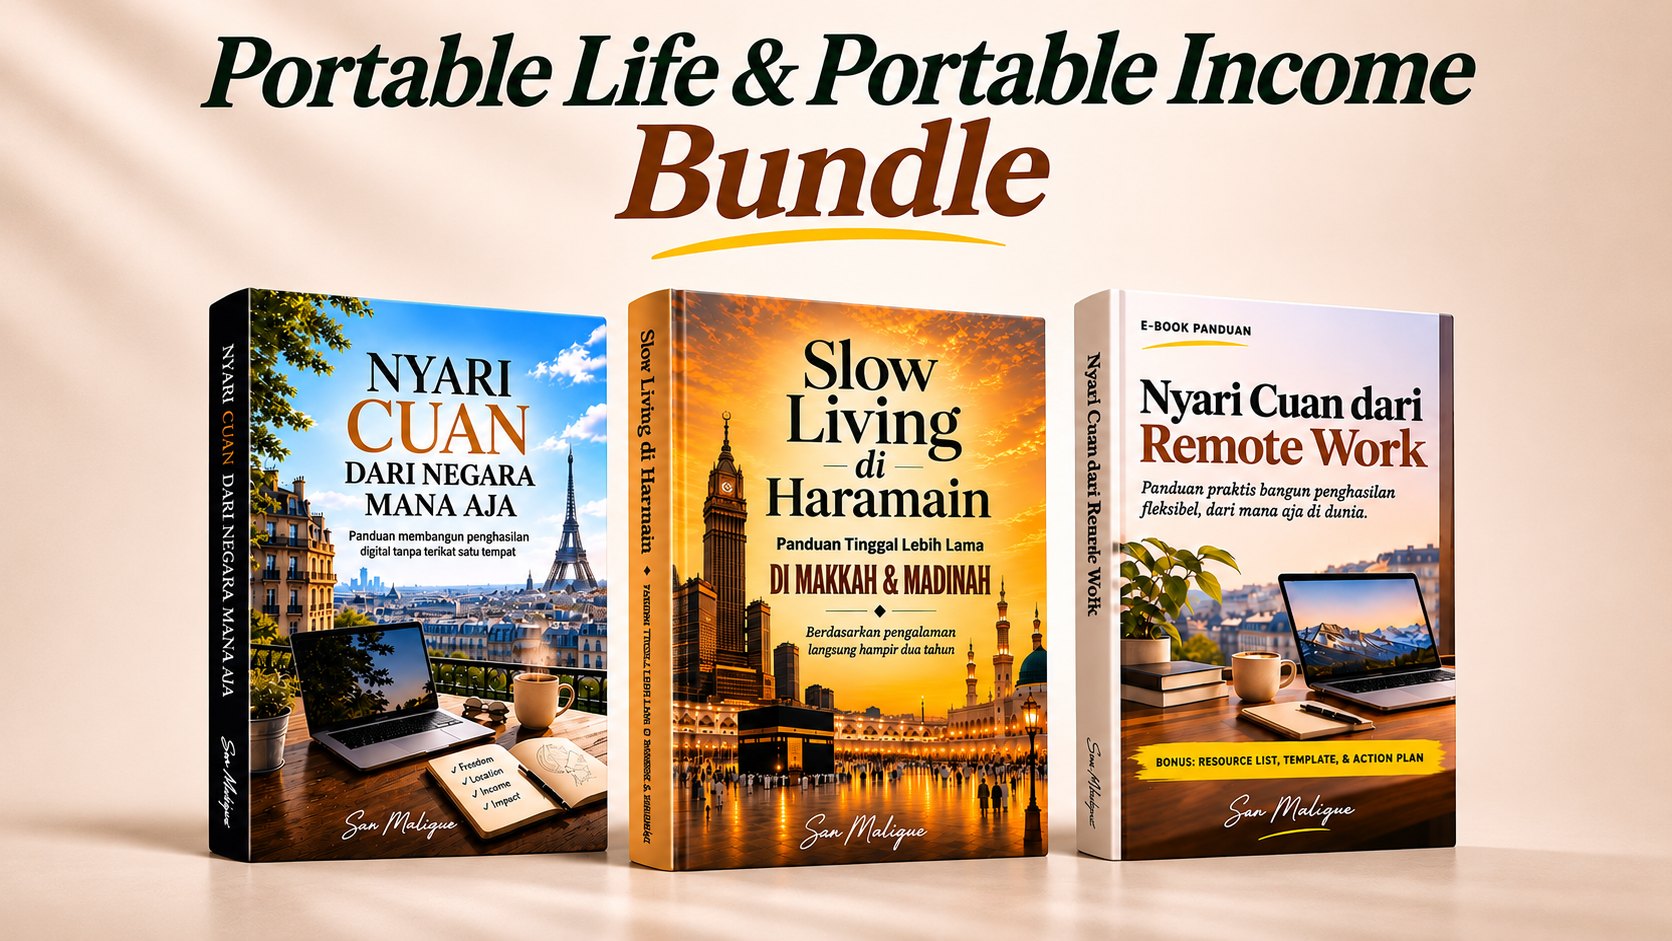 Portable Life & Portable Income
Bundle
NYARI CUAN DARI NEGARA MANA AJA
San Malique
NYARI
CUAN
DARI NEGARA
MANA AJA
Panduan membangun penghasilan
digital tanpa terikat satu tempat
✓ Freedom
✓ Location
✓ Income
✓ Impact
San Malique
Slow Living di
Slow
Living
di
Haramain
Panduan Tinggal Lebih Lama
DI MAKKAH & MADINAH
Berdasarkan pengalaman
langsung hampir dua tahun
San Malique
Nyari Cuan dari
E-BOOK PANDUAN
Nyari Cuan dari
Remote Work
Panduan praktis bangun penghasilan
fleksibel, dari mana aja di dunia.
BONUS: RESOURCE LIST, TEMPLATE, & ACTION PLAN
San Malique